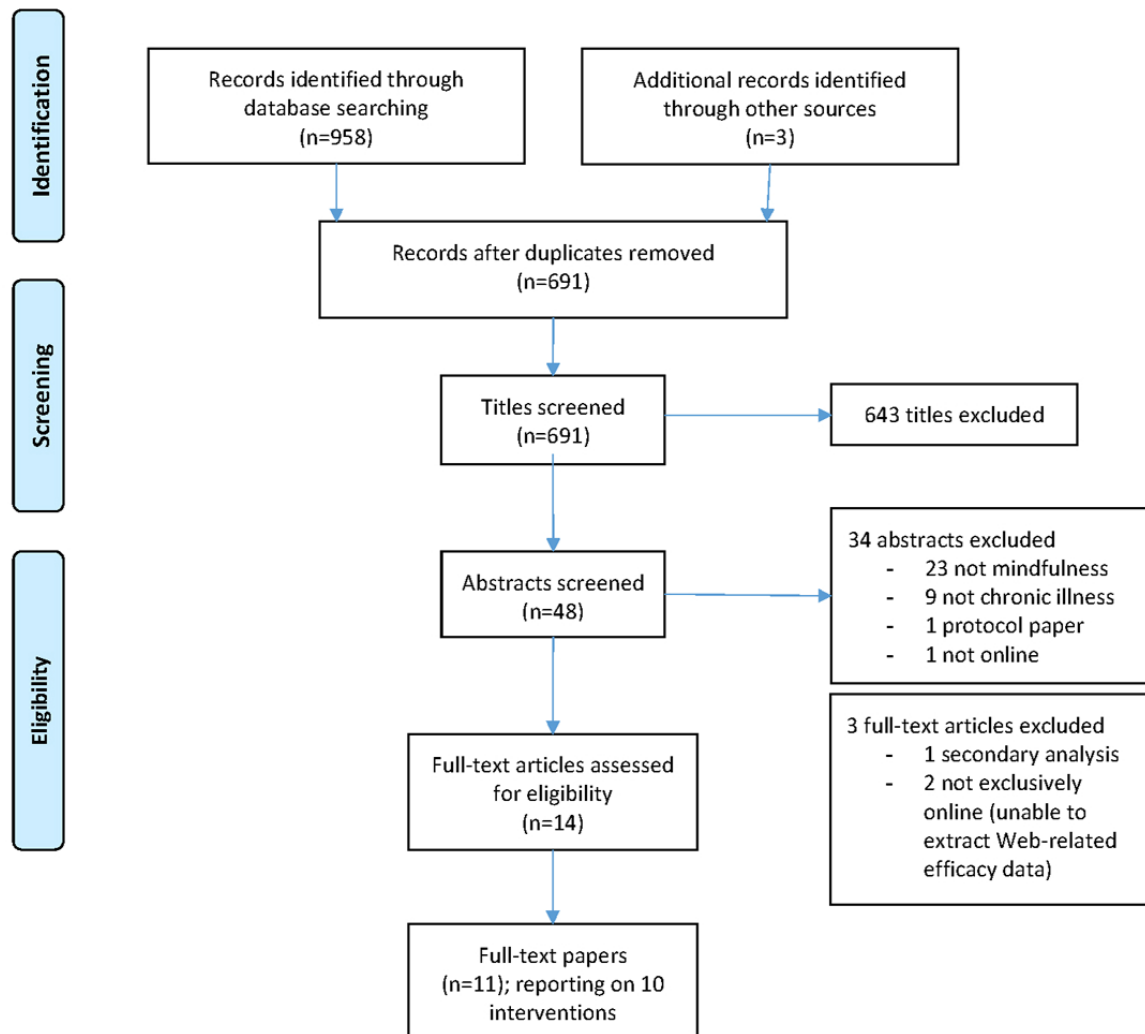 Identification
Records identified through
database searching
(n=958)
Additional records identified
through other sources
(n=3)
Records after duplicates removed
(n=691)
Screening
Titles screened
(n=691)
643 titles excluded
Eligibility
Abstracts screened
(n=48)
34 abstracts excluded
- 23 not mindfulness
- 9 not chronic illness
- 1 protocol paper
- 1 not online
Full-text articles assessed
for eligibility
(n=14)
3 full-text articles excluded
- 1 secondary analysis
- 2 not exclusively
online (unable to
extract Web-related
efficacy data)
Full-text papers
(n=11); reporting on 10
interventions